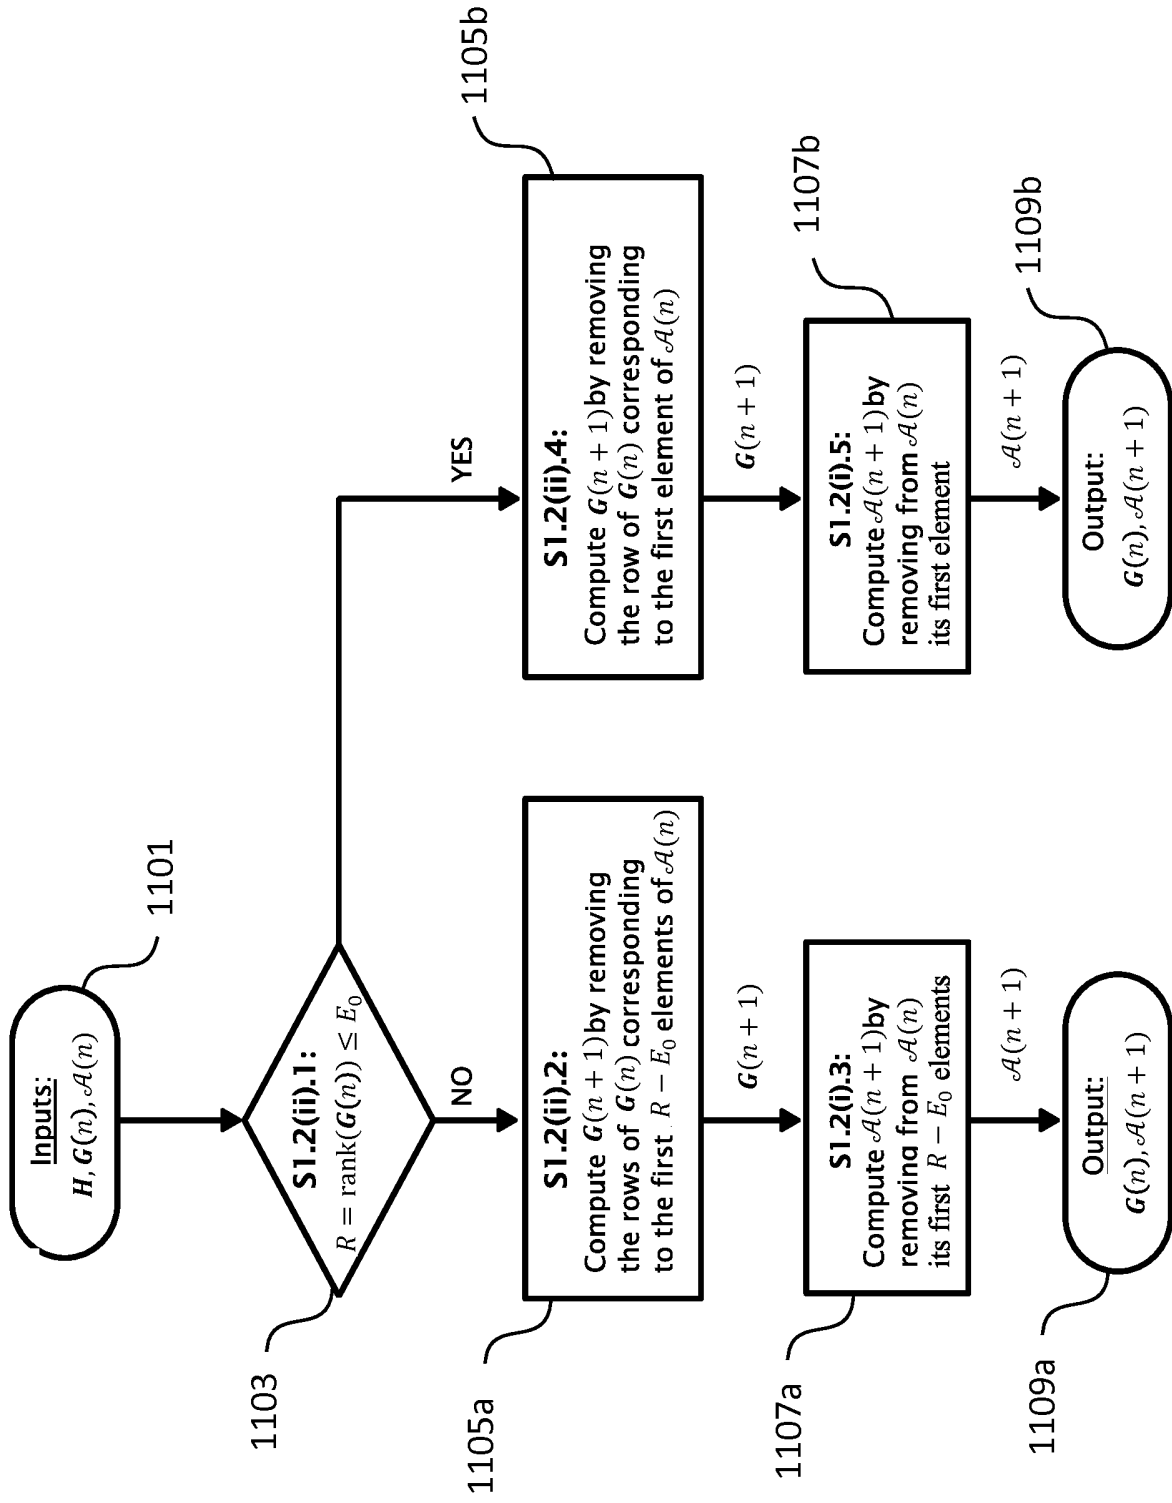 Inputs:
H, G(n), 𝒜(n)
1101
S1.2(ii).1:
R = rank(G(n)) ≤ E₀
1103
NO
YES
S1.2(ii).2:
Compute G(n + 1) by removing
the rows of G(n) corresponding
to the first R − E₀ elements of 𝒜(n)
1105a
G(n + 1)
S1.2(i).3:
Compute 𝒜(n + 1) by
removing from 𝒜(n)
its first R − E₀ elements
1107a
𝒜(n + 1)
Output:
G(n), 𝒜(n + 1)
1109a
S1.2(ii).4:
Compute G(n + 1) by removing
the row of G(n) corresponding
to the first element of 𝒜(n)
1105b
G(n + 1)
S1.2(i).5:
Compute 𝒜(n + 1) by
removing from 𝒜(n)
its first element
1107b
𝒜(n + 1)
Output:
G(n), 𝒜(n + 1)
1109b